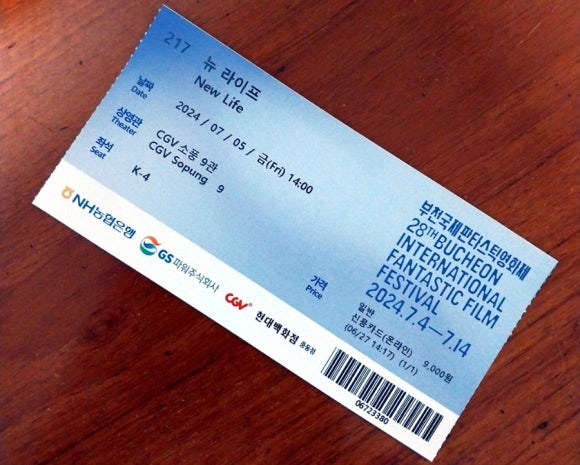 217
뉴 라이프
New Life
날짜
Date
2024 / 07 / 05 / 금(Fri) 14:00
상영관
Theater
CGV 소풍 9관
CGV Sopung 9
좌석
Seat
K-4
가격
Price
일반
신용카드(온라인) 9,000원
(06/27 14:17) (1/1)
부천국제판타스틱영화제
28TH BUCHEON
INTERNATIONAL
FANTASTIC FILM
FESTIVAL
2024.7.4—7.14
NH농협은행
GS파워주식회사
CGV
현대백화점 중동점
06723380